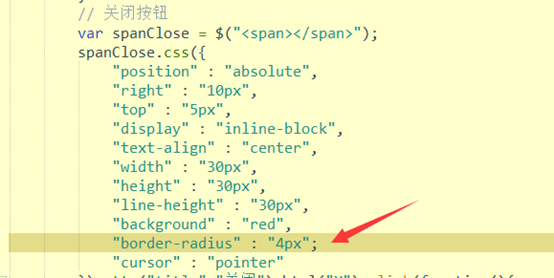 // 关闭按钮
var spanClose = $("<span></span>");
spanClose.css({
"position" : "absolute",
"right" : "10px",
"top" : "5px",
"display" : "inline-block",
"text-align" : "center",
"width" : "30px",
"height" : "30px",
"line-height" : "30px",
"background" : "red",
"border-radius" : "4px";
"cursor" : "pointer"